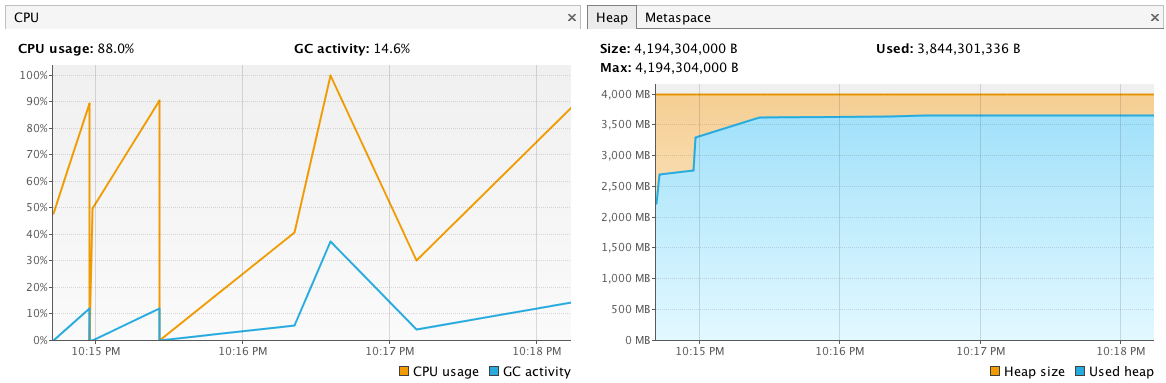 CPU ×
CPU usage: 88.0% GC activity: 14.6%
100%
90%
80%
70%
60%
50%
40%
30%
20%
10%
0%
10:15 PM 10:16 PM 10:17 PM 10:18 PM
CPU usage GC activity
Heap Metaspace ×
Size: 4,194,304,000 B Used: 3,844,301,336 B
Max: 4,194,304,000 B
4,000 MB
3,500 MB
3,000 MB
2,500 MB
2,000 MB
1,500 MB
1,000 MB
500 MB
0 MB
10:15 PM 10:16 PM 10:17 PM 10:18 PM
Heap size Used heap